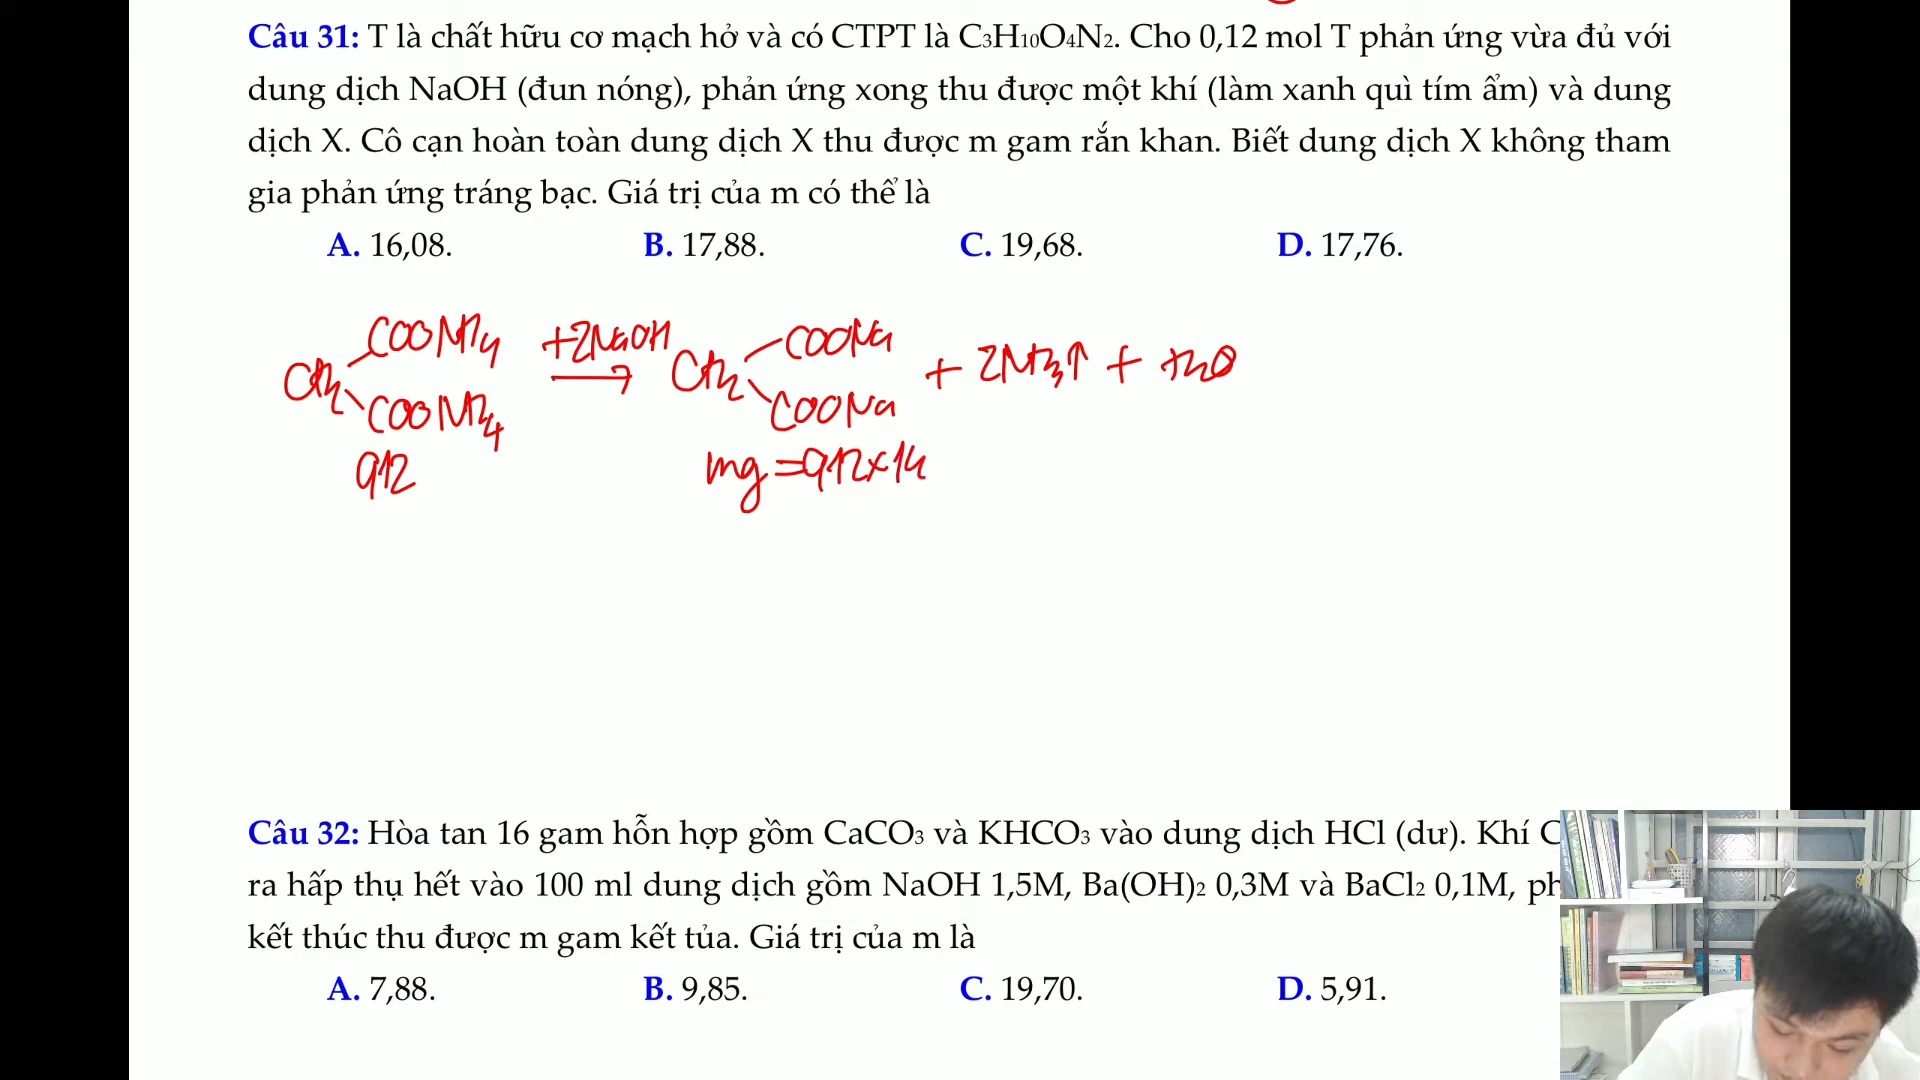 Câu 31: T là chất hữu cơ mạch hở và có CTPT là C₃H₁₀O₄N₂. Cho 0,12 mol T phản ứng vừa đủ với
dung dịch NaOH (đun nóng), phản ứng xong thu được một khí (làm xanh quì tím ẩm) và dung
dịch X. Cô cạn hoàn toàn dung dịch X thu được m gam rắn khan. Biết dung dịch X không tham
gia phản ứng tráng bạc. Giá trị của m có thể là
A. 16,08. B. 17,88. C. 19,68. D. 17,76.
COONH4 +2NaOH COONa
CH2 → CH2 + 2NH3↑ + H2O
COONH4 COONa
0,12 mg = 0,12×14
Câu 32: Hòa tan 16 gam hỗn hợp gồm CaCO₃ và KHCO₃ vào dung dịch HCl (dư). Khí C
ra hấp thụ hết vào 100 ml dung dịch gồm NaOH 1,5M, Ba(OH)₂ 0,3M và BaCl₂ 0,1M, ph
kết thúc thu được m gam kết tủa. Giá trị của m là
A. 7,88. B. 9,85. C. 19,70. D. 5,91.